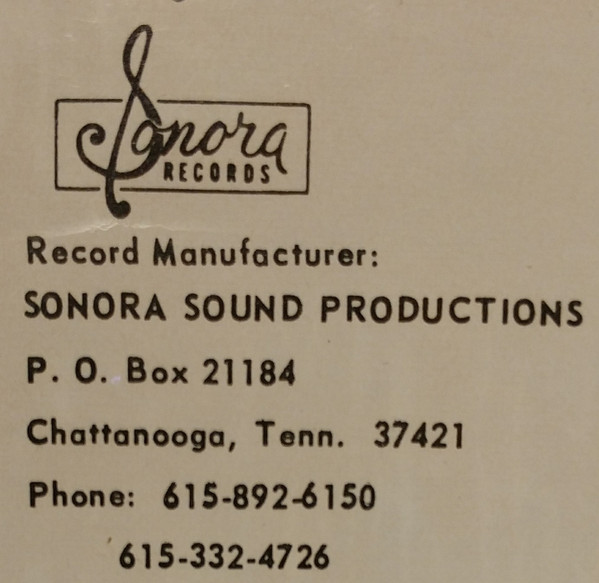 Sonora
RECORDS
Record Manufacturer:
SONORA SOUND PRODUCTIONS
P. O. Box 21184
Chattanooga, Tenn. 37421
Phone: 615-892-6150
615-332-4726